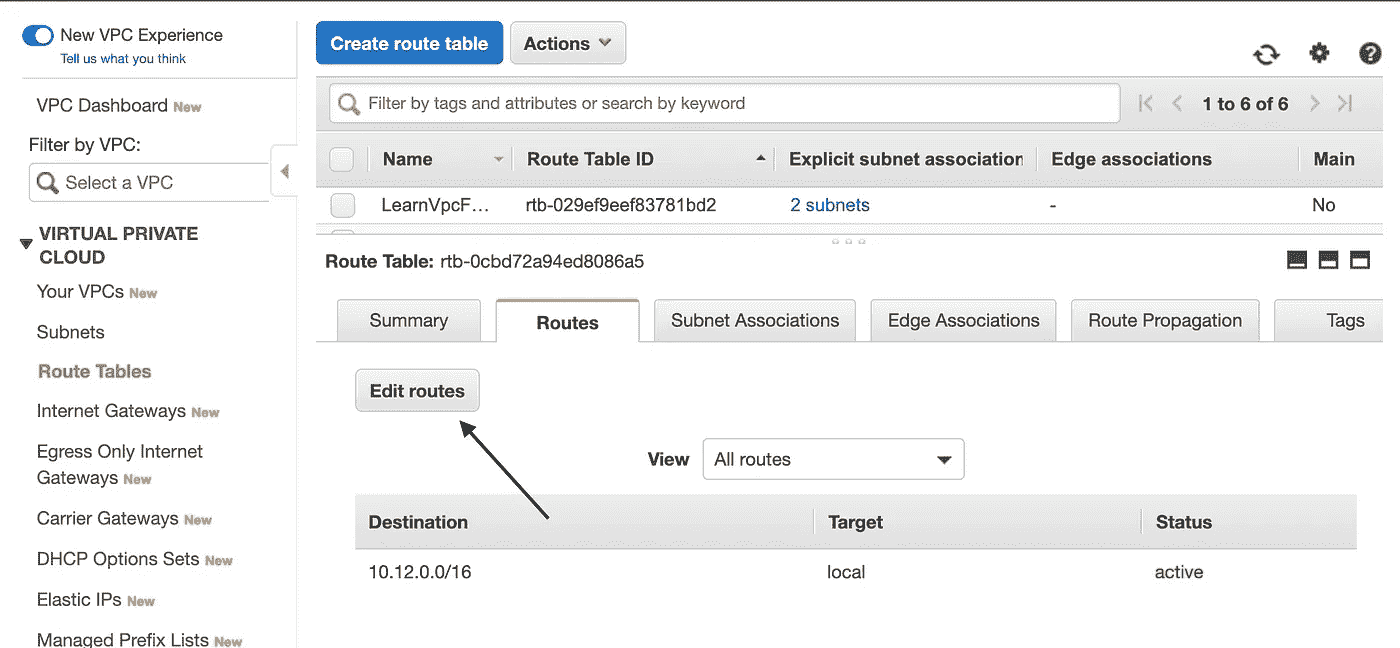 New VPC Experience
Tell us what you think
VPC Dashboard New
Filter by VPC:
Select a VPC
VIRTUAL PRIVATE
CLOUD
Your VPCs New
Subnets
Route Tables
Internet Gateways New
Egress Only Internet
Gateways New
Carrier Gateways New
DHCP Options Sets New
Elastic IPs New
Managed Prefix Lists New
Create route table Actions
Filter by tags and attributes or search by keyword
1 to 6 of 6
Name Route Table ID Explicit subnet association Edge associations Main
LearnVpcF... rtb-029ef9eef83781bd2 2 subnets - No
Route Table: rtb-0cbd72a94ed8086a5
Summary Routes Subnet Associations Edge Associations Route Propagation Tags
Edit routes
View All routes
Destination Target Status
10.12.0.0/16 local active